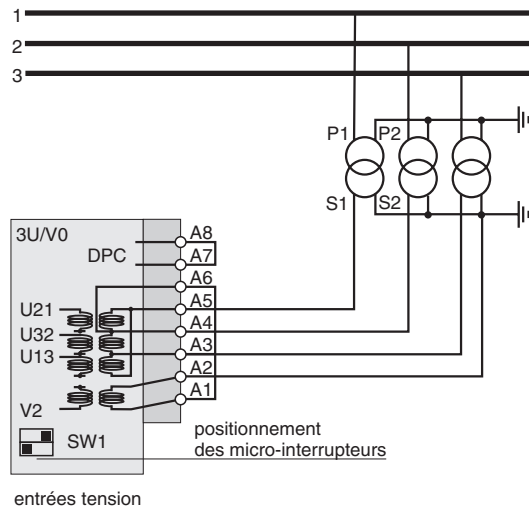 1
2
3
P1 P2
S1 S2
3U/V0
DPC
A8
A7
A6
A5
A4
A3
A2
A1
U21
U32
U13
V2
SW1
positionnement
des micro-interrupteurs
entrées tension